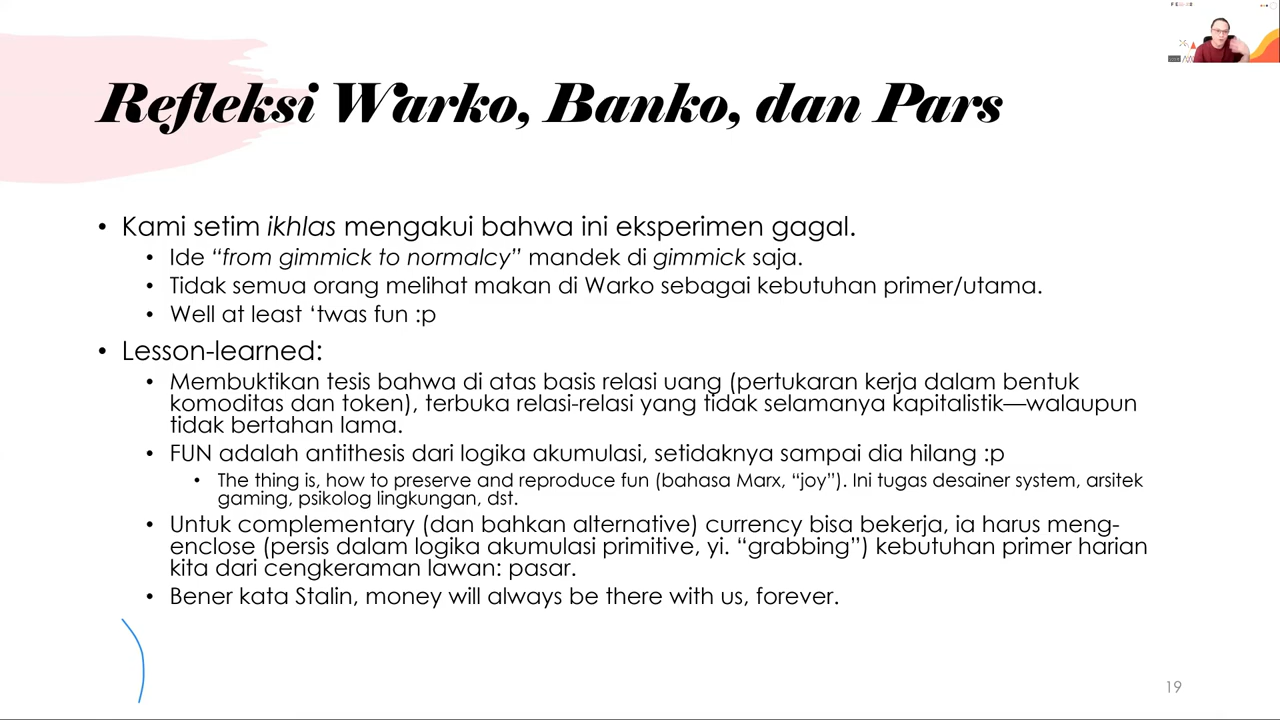 Refleksi Warko, Banko, dan Pars
• Kami setim ikhlas mengakui bahwa ini eksperimen gagal.
• Ide “from gimmick to normalcy” mandek di gimmick saja.
• Tidak semua orang melihat makan di Warko sebagai kebutuhan primer/utama.
• Well at least ‘twas fun :p
• Lesson-learned:
• Membuktikan tesis bahwa di atas basis relasi uang (pertukaran kerja dalam bentuk
komoditas dan token), terbuka relasi-relasi yang tidak selamanya kapitalistik—walaupun
tidak bertahan lama.
• FUN adalah antithesis dari logika akumulasi, setidaknya sampai dia hilang :p
• The thing is, how to preserve and reproduce fun (bahasa Marx, “joy”). Ini tugas desainer system, arsitek
gaming, psikolog lingkungan, dst.
• Untuk complementary (dan bahkan alternative) currency bisa bekerja, ia harus meng-
enclose (persis dalam logika akumulasi primitive, yi. “grabbing”) kebutuhan primer harian
kita dari cengkeraman lawan: pasar.
• Bener kata Stalin, money will always be there with us, forever.
19